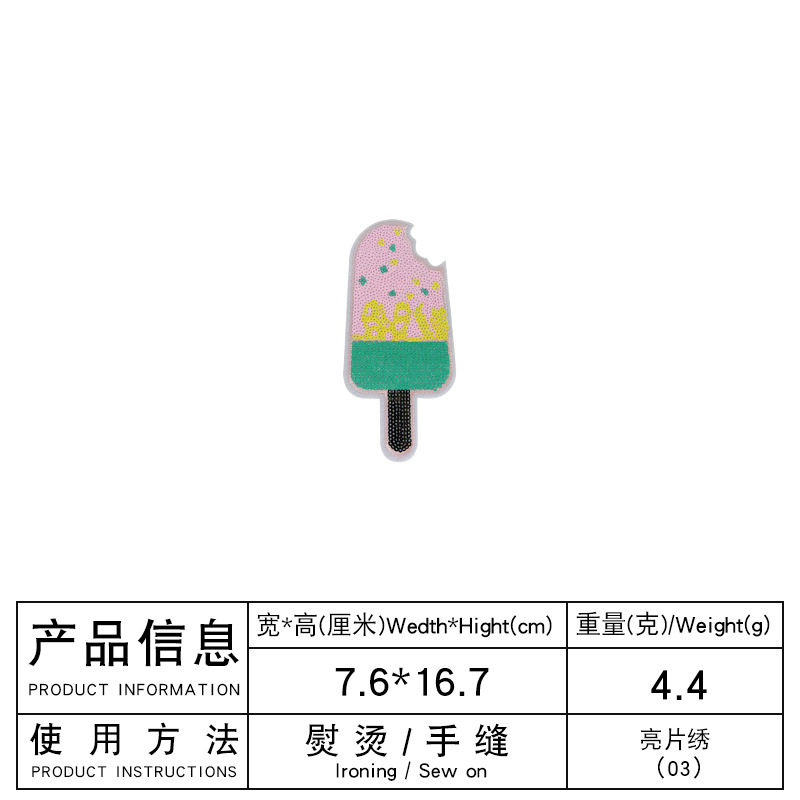 产品信息
PRODUCT INFORMATION
宽*高(厘米)Wedth*Hight(cm)
重量(克)/Weight(g)
7.6*16.7
4.4
使用方法
PRODUCT INSTRUCTIONS
熨烫/手缝
Ironing / Sew on
亮片绣
（03）